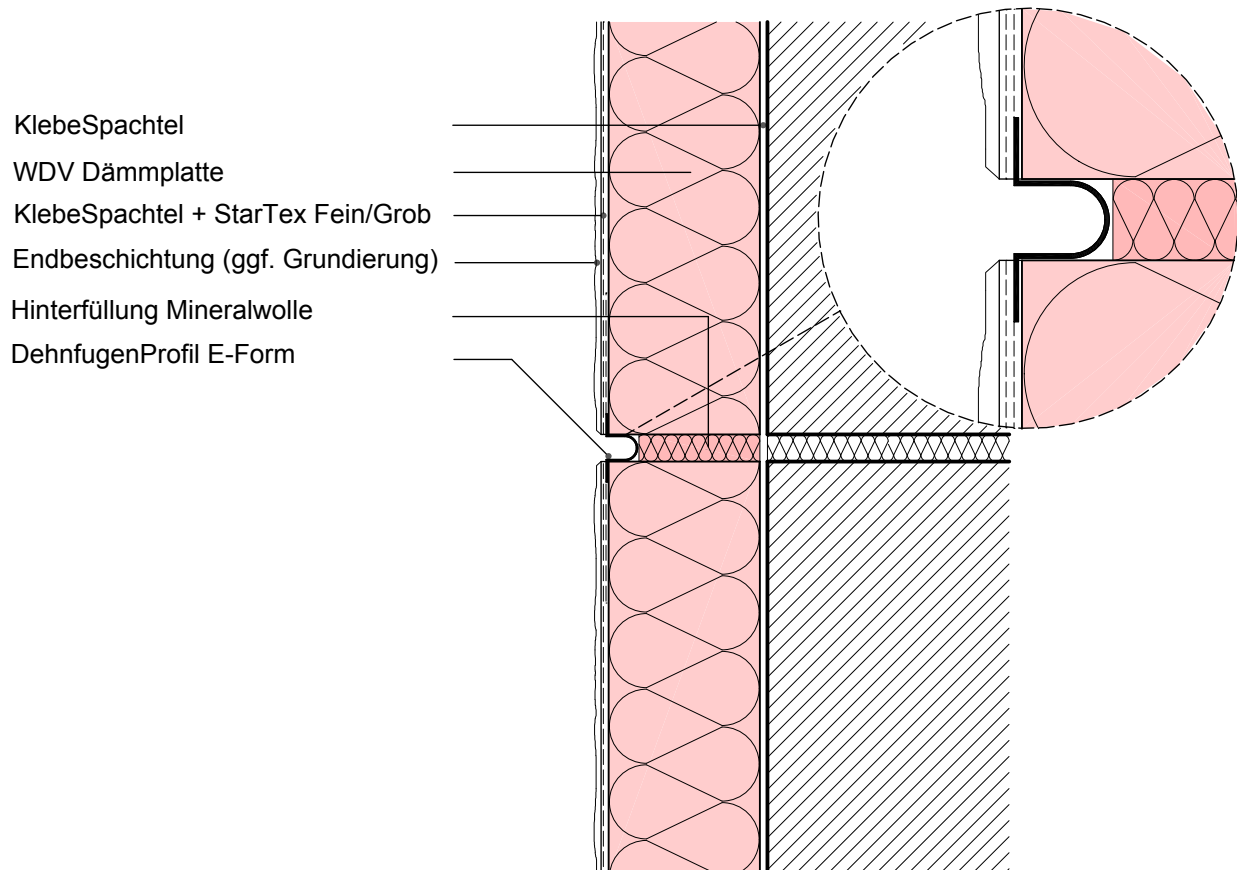 KlebeSpachtel
WDV Dämmplatte
KlebeSpachtel + StarTex Fein/Grob
Endbeschichtung (ggf. Grundierung)
Hinterfüllung Mineralwolle
DehnfugenProfil E-Form